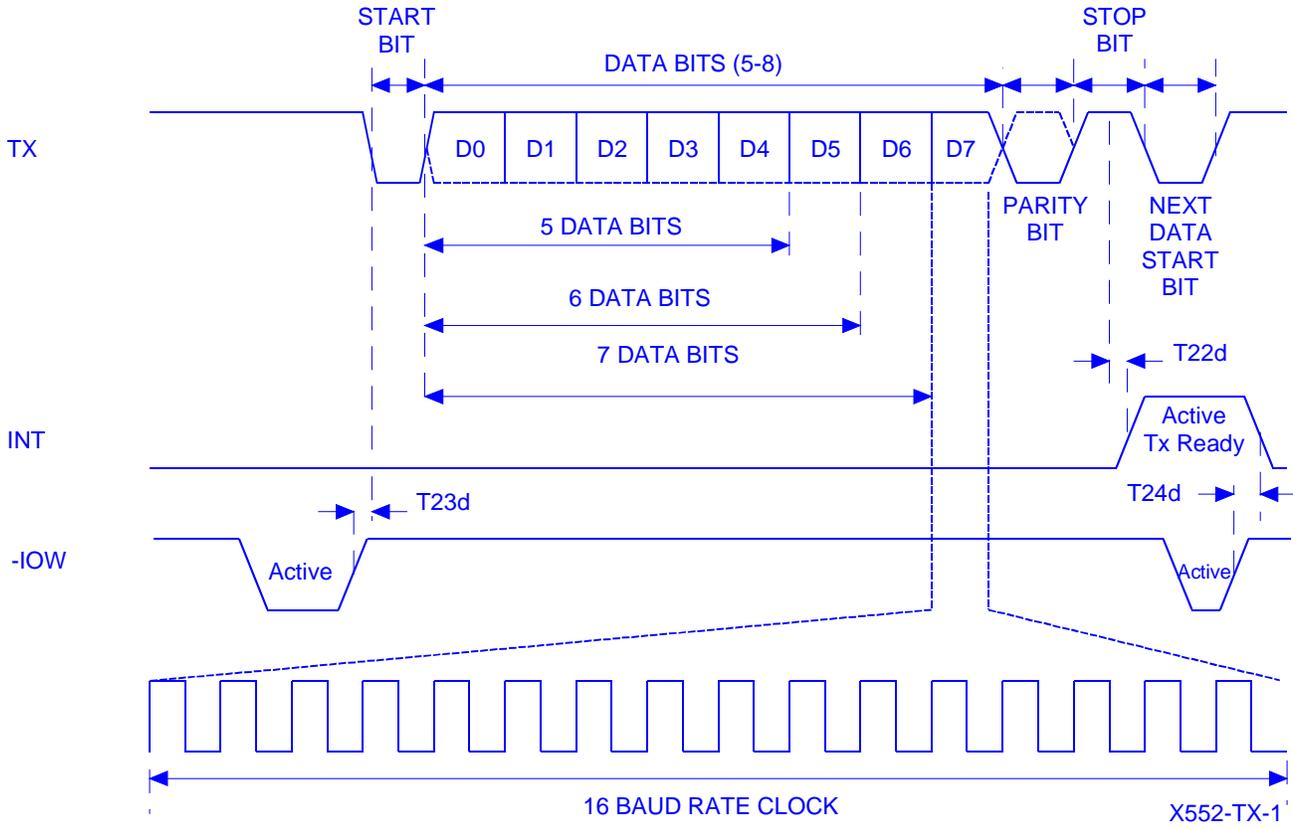 START
BIT
STOP
BIT
DATA BITS (5-8)
TX
D0 D1 D2 D3 D4 D5 D6 D7
PARITY
BIT
NEXT
DATA
START
BIT
5 DATA BITS
6 DATA BITS
7 DATA BITS
T22d
INT
Active
Tx Ready
T23d
T24d
-IOW
Active
Active
16 BAUD RATE CLOCK
X552-TX-1